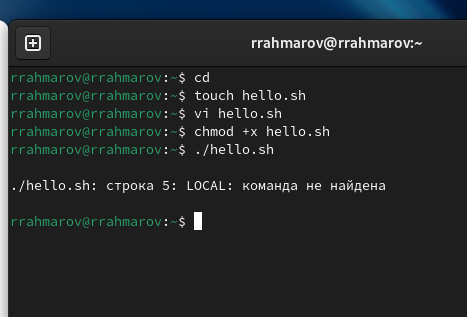 rrahmarov@rrahmarov:~
rrahmarov@rrahmarov:~$ cd
rrahmarov@rrahmarov:~$ touch hello.sh
rrahmarov@rrahmarov:~$ vi hello.sh
rrahmarov@rrahmarov:~$ chmod +x hello.sh
rrahmarov@rrahmarov:~$ ./hello.sh
./hello.sh: строка 5: LOCAL: команда не найдена
rrahmarov@rrahmarov:~$